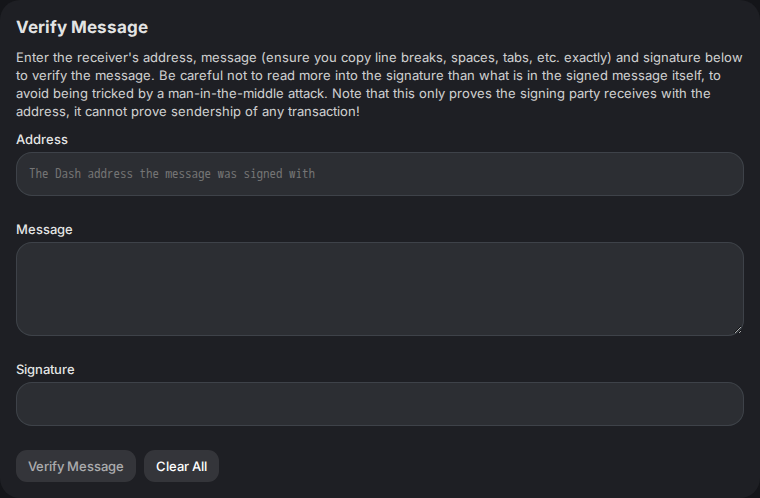 Verify Message
Enter the receiver's address, message (ensure you copy line breaks, spaces, tabs, etc. exactly) and signature below
to verify the message. Be careful not to read more into the signature than what is in the signed message itself, to
avoid being tricked by a man-in-the-middle attack. Note that this only proves the signing party receives with the
address, it cannot prove sendership of any transaction!
Address
The Dash address the message was signed with
Message
Signature
Verify Message
Clear All